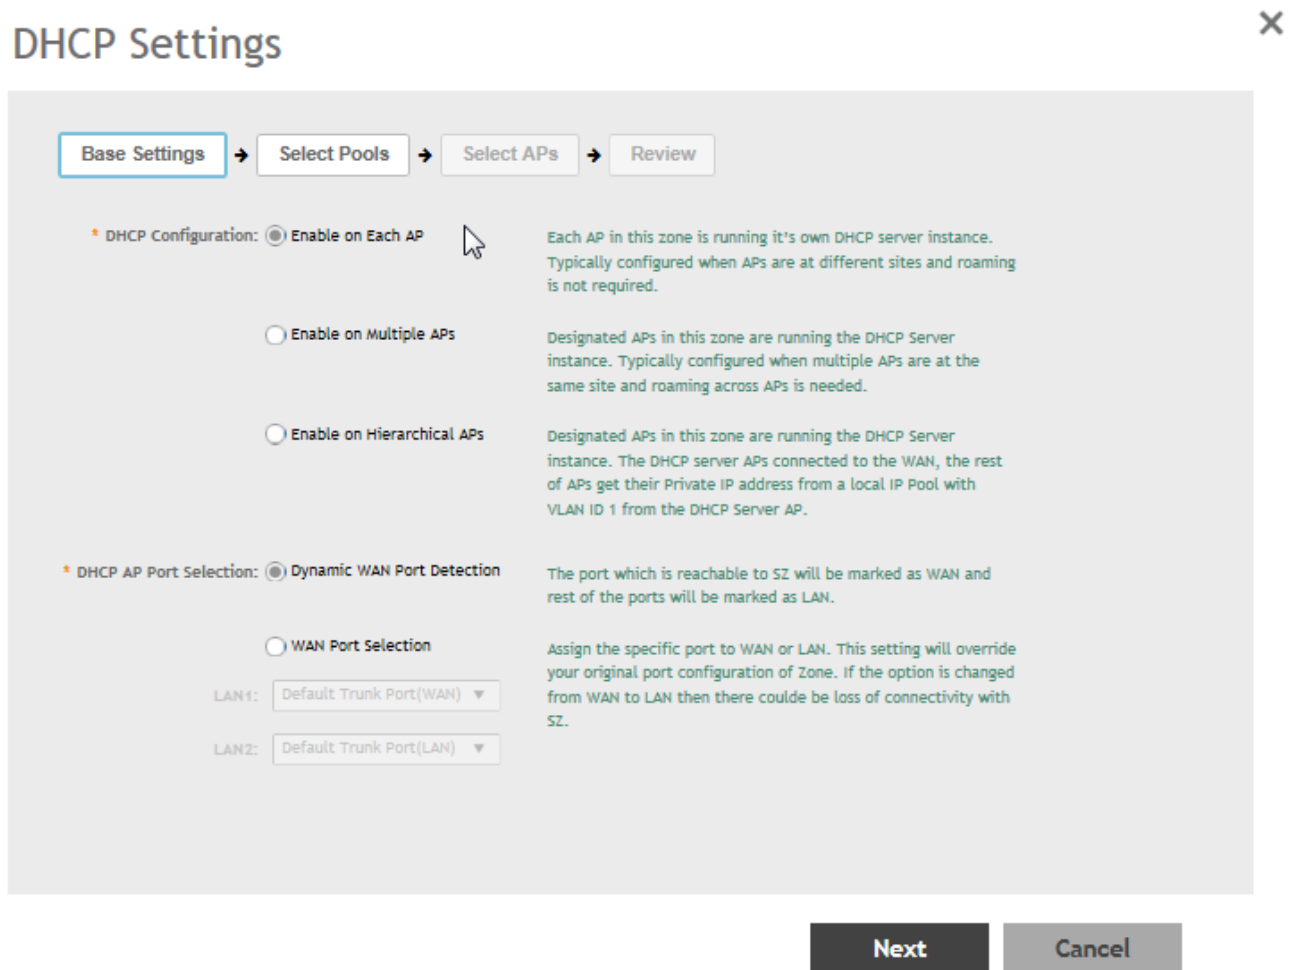 DHCP Settings
Base Settings
Select Pools
Select APs
Review
* DHCP Configuration:
Enable on Each AP
Each AP in this zone is running it's own DHCP server instance.
Typically configured when APs are at different sites and roaming
is not required.
Enable on Multiple APs
Designated APs in this zone are running the DHCP Server
instance. Typically configured when multiple APs are at the
same site and roaming across APs is needed.
Enable on Hierarchical APs
Designated APs in this zone are running the DHCP Server
instance. The DHCP server APs connected to the WAN, the rest
of APs get their Private IP address from a local IP Pool with
VLAN ID 1 from the DHCP Server AP.
* DHCP AP Port Selection:
Dynamic WAN Port Detection
The port which is reachable to SZ will be marked as WAN and
rest of the ports will be marked as LAN.
WAN Port Selection
Assign the specific port to WAN or LAN. This setting will override
your original port configuration of Zone. If the option is changed
from WAN to LAN then there coulde be loss of connectivity with
SZ.
LAN1:
Default Trunk Port(WAN)
LAN2:
Default Trunk Port(LAN)
Next
Cancel